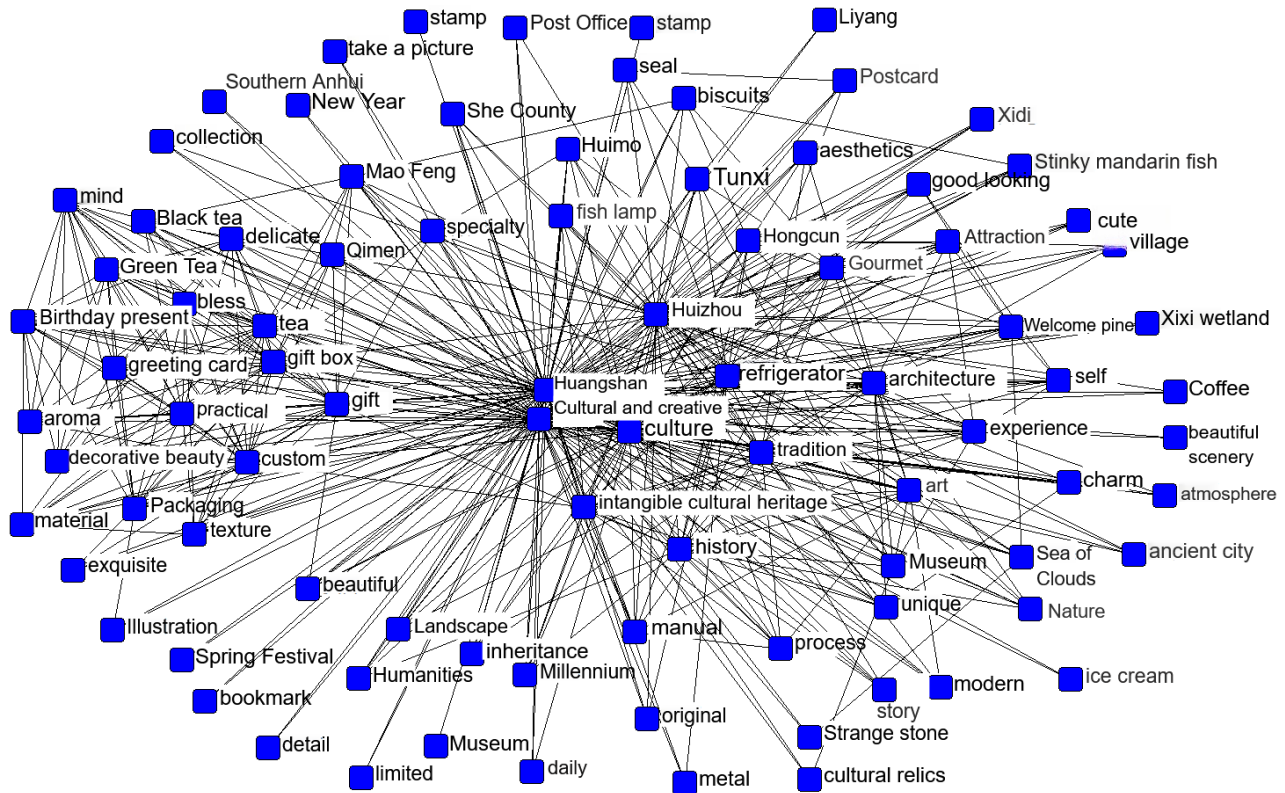 stamp
Post Office
stamp
Liyang
take a picture
seal
Postcard
Southern Anhui
New Year
She County
biscuits
Xidi
collection
Huimo
aesthetics
Stinky mandarin fish
Mao Feng
Tunxi
good looking
mind
Black tea
delicate
specialty
fish lamp
Hongcun
Attraction
cute
village
Qimen
Gourmet
Green Tea
bless
Birthday present
tea
Huizhou
Welcome pine
Xixi wetland
greeting card
gift box
Huangshan
refrigerator
architecture
self
Coffee
aroma
practical
gift
Cultural and creative
culture
experience
beautiful
scenery
decorative beauty
custom
tradition
charm
atmosphere
material
Packaging
texture
intangible cultural heritage
art
history
Museum
Sea of
Clouds
ancient city
exquisite
beautiful
unique
Nature
Illustration
Landscape
manual
process
Spring Festival
Humanities
inheritance
Millennium
ice cream
bookmark
original
story
modern
detail
Museum
Strange stone
limited
daily
metal
cultural relics